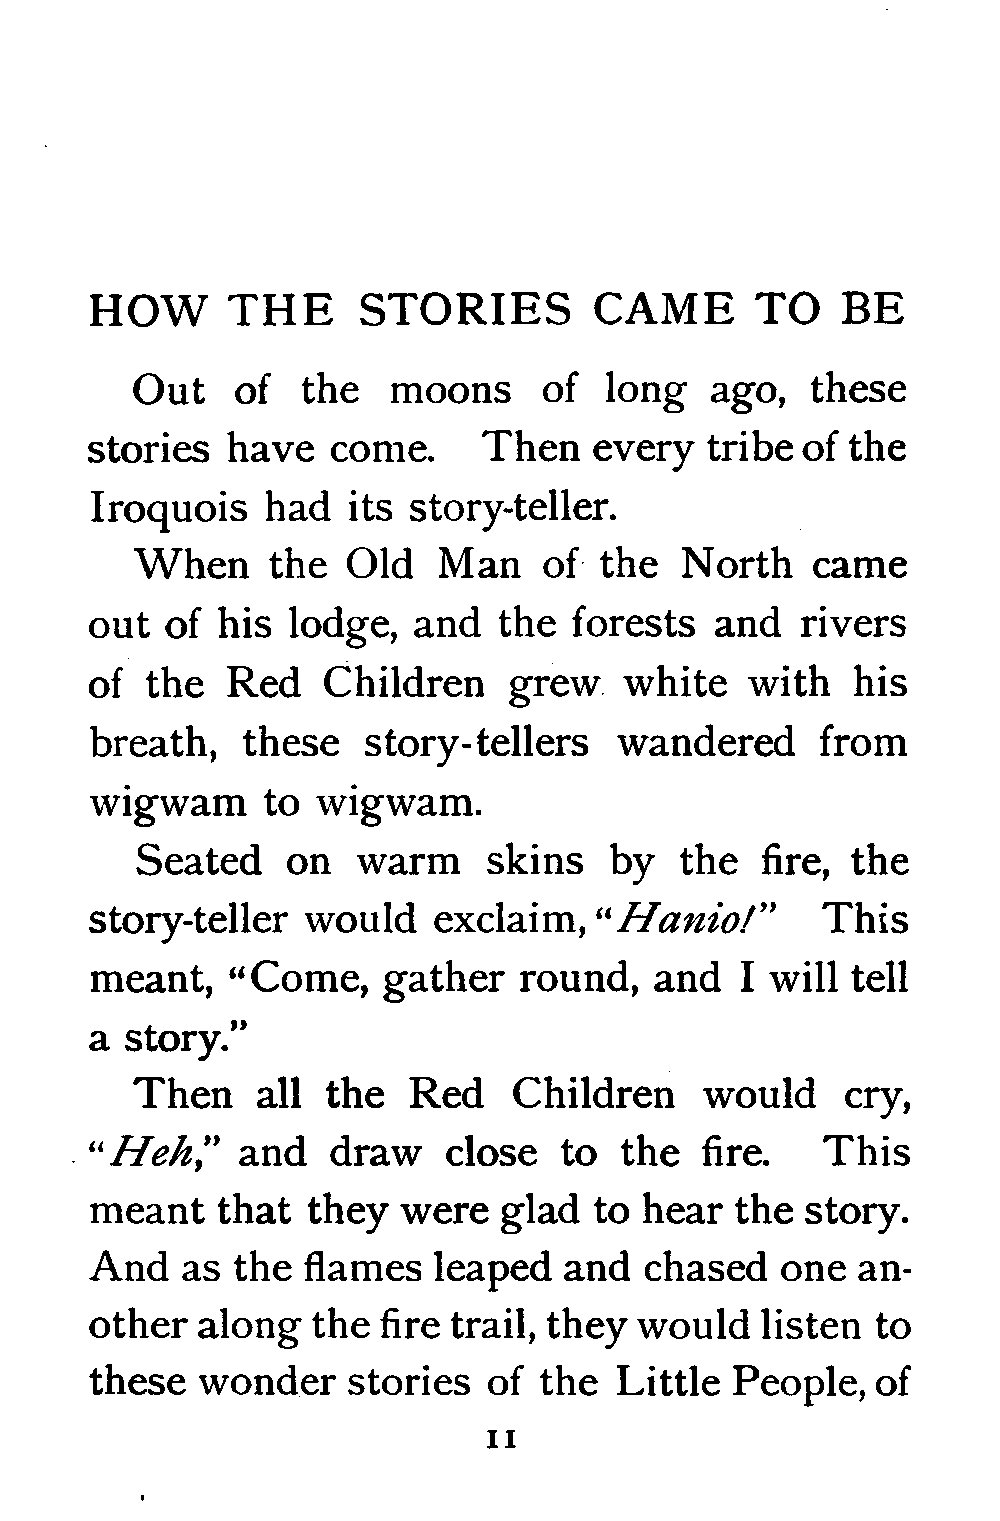 HOW THE STORIES CAME TO BE
Out of the moons of long ago, these
stories have come. Then every tribe of the
Iroquois had its story-teller.
When the Old Man of the North came
out of his lodge, and the forests and rivers
of the Red Children grew white with his
breath, these story-tellers wandered from
wigwam to wigwam.
Seated on warm skins by the fire, the
story-teller would exclaim, "Hanio!" This
meant, "Come, gather round, and I will tell
a story."
Then all the Red Children would cry,
"Heh," and draw close to the fire. This
meant that they were glad to hear the story.
And as the flames leaped and chased one an-
other along the fire trail, they would listen to
these wonder stories of the Little People, of
11